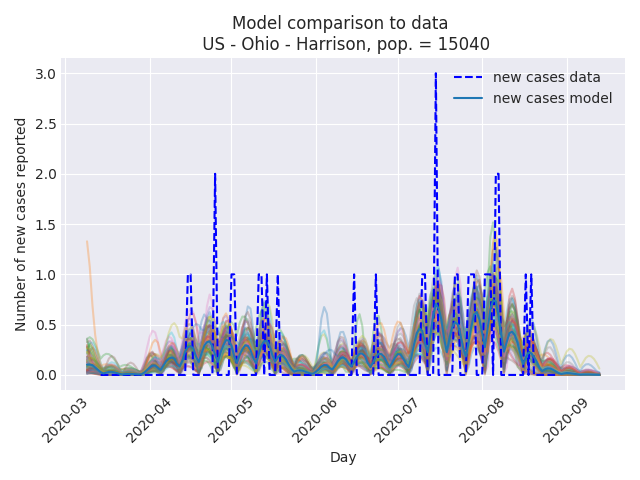 Model comparison to data
US - Ohio - Harrison, pop. = 15040
new cases data
new cases model
Number of new cases reported
3.0
2.5
2.0
1.5
1.0
0.5
0.0
2020-03
2020-04
2020-05
2020-06
2020-07
2020-08
2020-09
Day